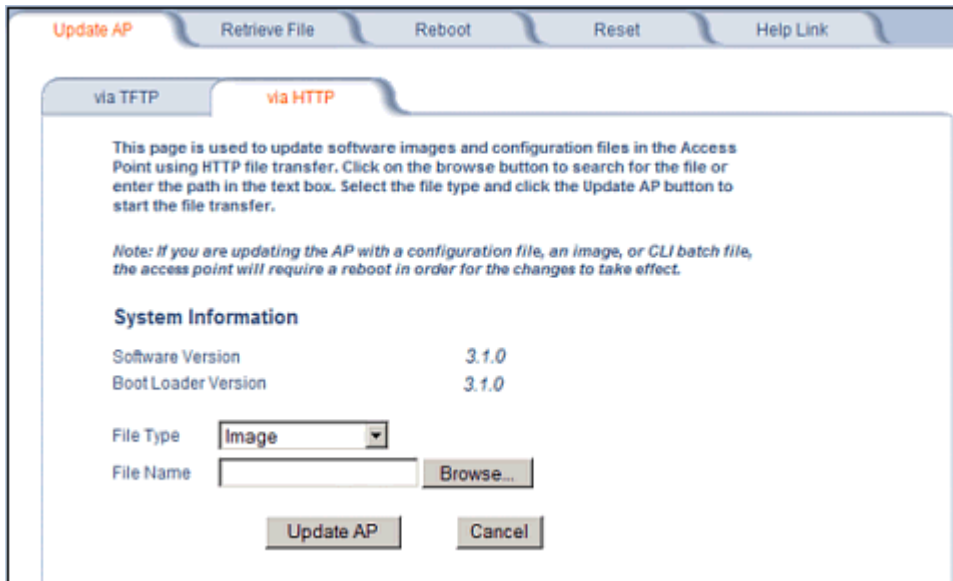 Update AP Retrieve File Reboot Reset Help Link
via TFTP via HTTP
This page is used to update software images and configuration files in the Access
Point using HTTP file transfer. Click on the browse button to search for the file or
enter the path in the text box. Select the file type and click the Update AP button to
start the file transfer.
Note: If you are updating the AP with a configuration file, an image, or CLI batch file,
the access point will require a reboot in order for the changes to take effect.
System Information
Software Version 3.1.0
Boot Loader Version 3.1.0
File Type Image
File Name Browse...
Update AP Cancel